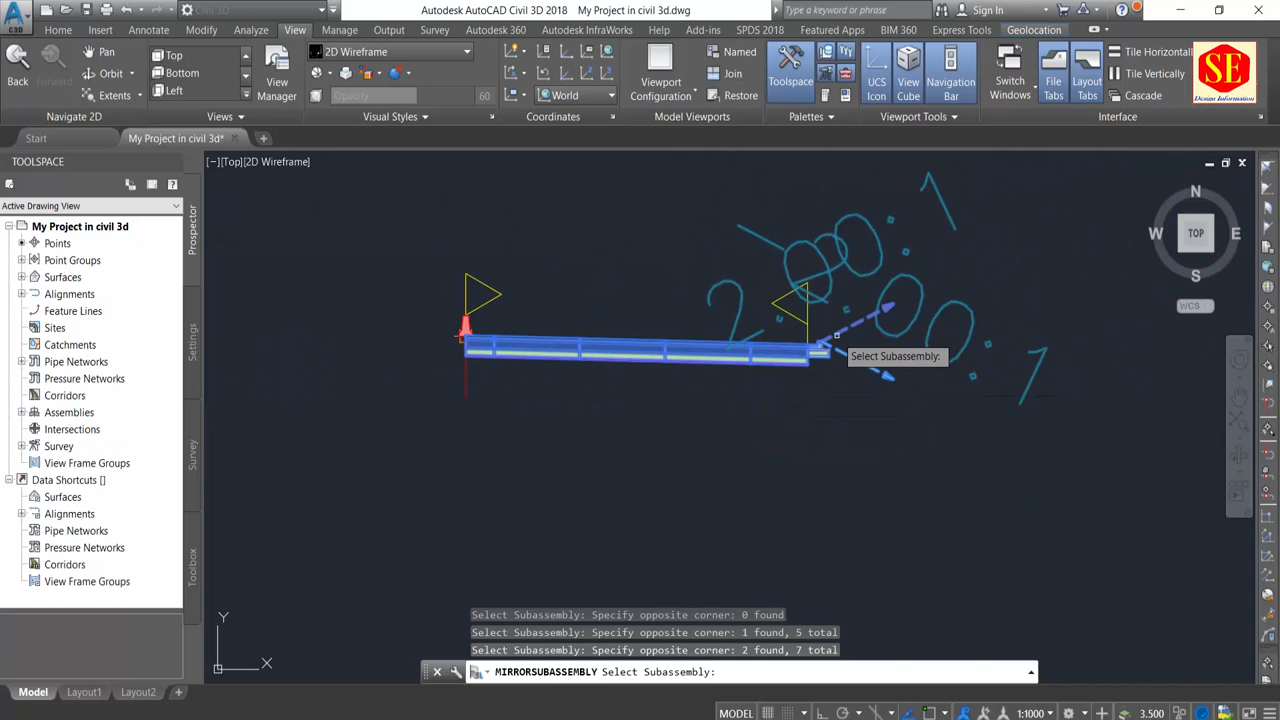 Civil 3D
Autodesk AutoCAD Civil 3D 2018 My Project in civil 3d.dwg
Type a keyword or phrase
Sign In
Home Insert Annotate Modify Analyze View Manage Output Survey Autodesk 360 Autodesk InfraWorks Help Add-ins SPDS 2018 Featured Apps BIM 360 Express Tools Geolocation
Back
Forward
Pan
Orbit
Extents
Navigate 2D
Top
Bottom
Left
View Manager
Views
2D Wireframe
Opacity 60
Visual Styles
World
Coordinates
Viewport Configuration
Named
Join
Restore
Model Viewports
Toolspace
Palettes
UCS Icon
View Cube
Navigation Bar
Viewport Tools
Switch Windows
File Tabs
Layout Tabs
Tile Horizontal
Tile Vertically
Cascade
Interface
SE
Design Information
Start
My Project in civil 3d*
TOOLSPACE
Active Drawing View
My Project in civil 3d
Points
Point Groups
Surfaces
Alignments
Feature Lines
Sites
Catchments
Pipe Networks
Pressure Networks
Corridors
Assemblies
Intersections
Survey
View Frame Groups
Data Shortcuts []
Surfaces
Alignments
Pipe Networks
Pressure Networks
Corridors
View Frame Groups
Prospector
Settings
Survey
Toolbox
[−][Top][2D Wireframe]
N
W TOP E
S
WCS
Select Subassembly:
Y
X
Select Subassembly: Specify opposite corner: 0 found
Select Subassembly: Specify opposite corner: 1 found, 5 total
Select Subassembly: Specify opposite corner: 2 found, 7 total
MIRRORSUBASSEMBLY Select Subassembly:
Model Layout1 Layout2
MODEL
1:1000
3.500